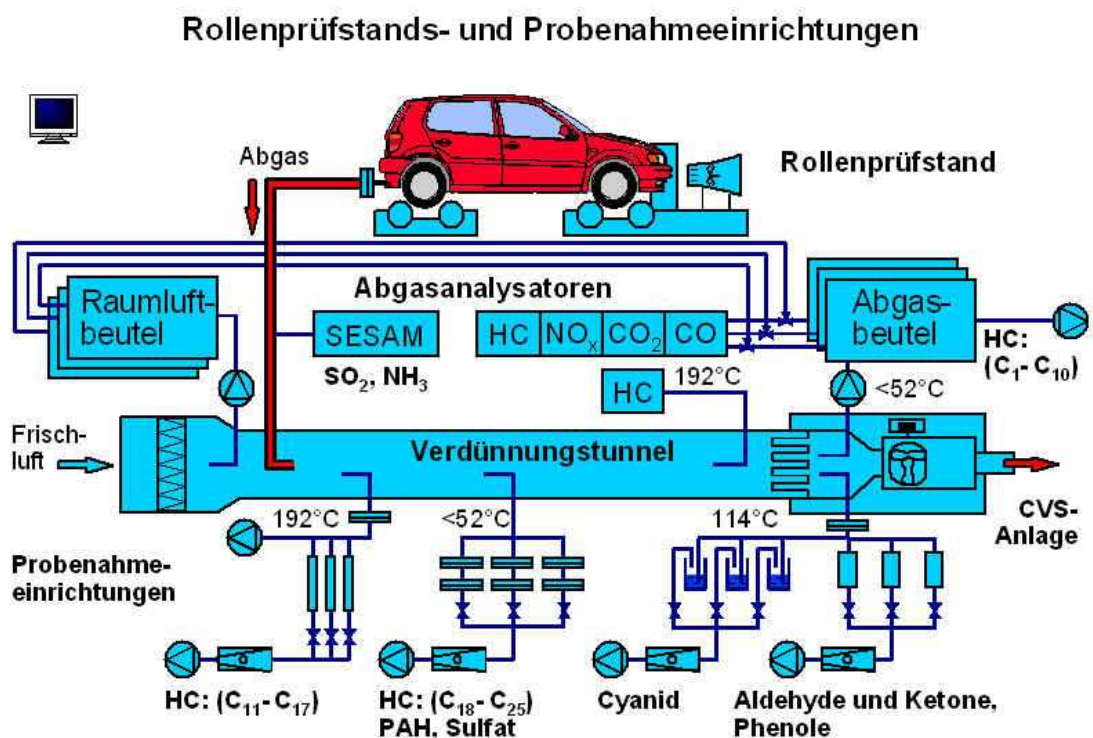 Rollenprüfstands- und Probenahmeeinrichtungen
Abgas
Rollenprüfstand
Raumluft-
beutel
Abgasanalysatoren
SESAM
SO₂, NH₃
HC NOₓ CO₂ CO
192°C
HC
Abgas-
beutel
HC:
(C₁- C₁₀)
<52°C
Frisch-
luft
Verdünnungstunnel
CVS-
Anlage
192°C
<52°C
114°C
Probenahme-
einrichtungen
HC: (C₁₁- C₁₇)
HC: (C₁₈- C₂₅)
PAH, Sulfat
Cyanid
Aldehyde und Ketone,
Phenole